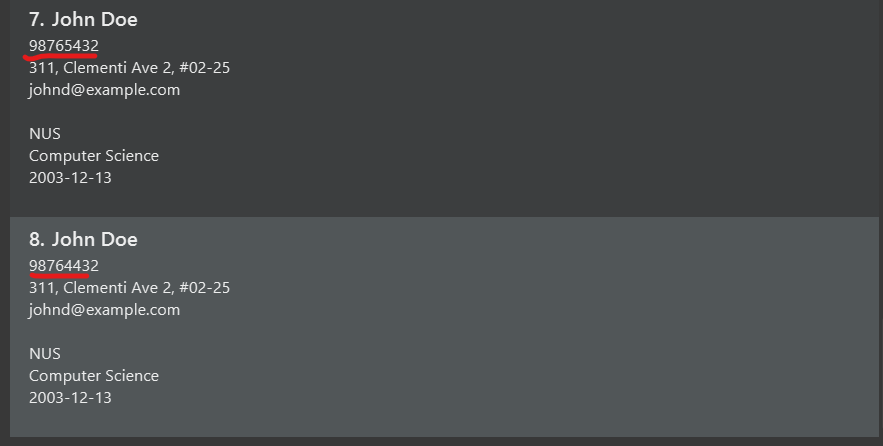 7. John Doe
98765432
311, Clementi Ave 2, #02-25
johnd@example.com
NUS
Computer Science
2003-12-13
8. John Doe
98764432
311, Clementi Ave 2, #02-25
johnd@example.com
NUS
Computer Science
2003-12-13